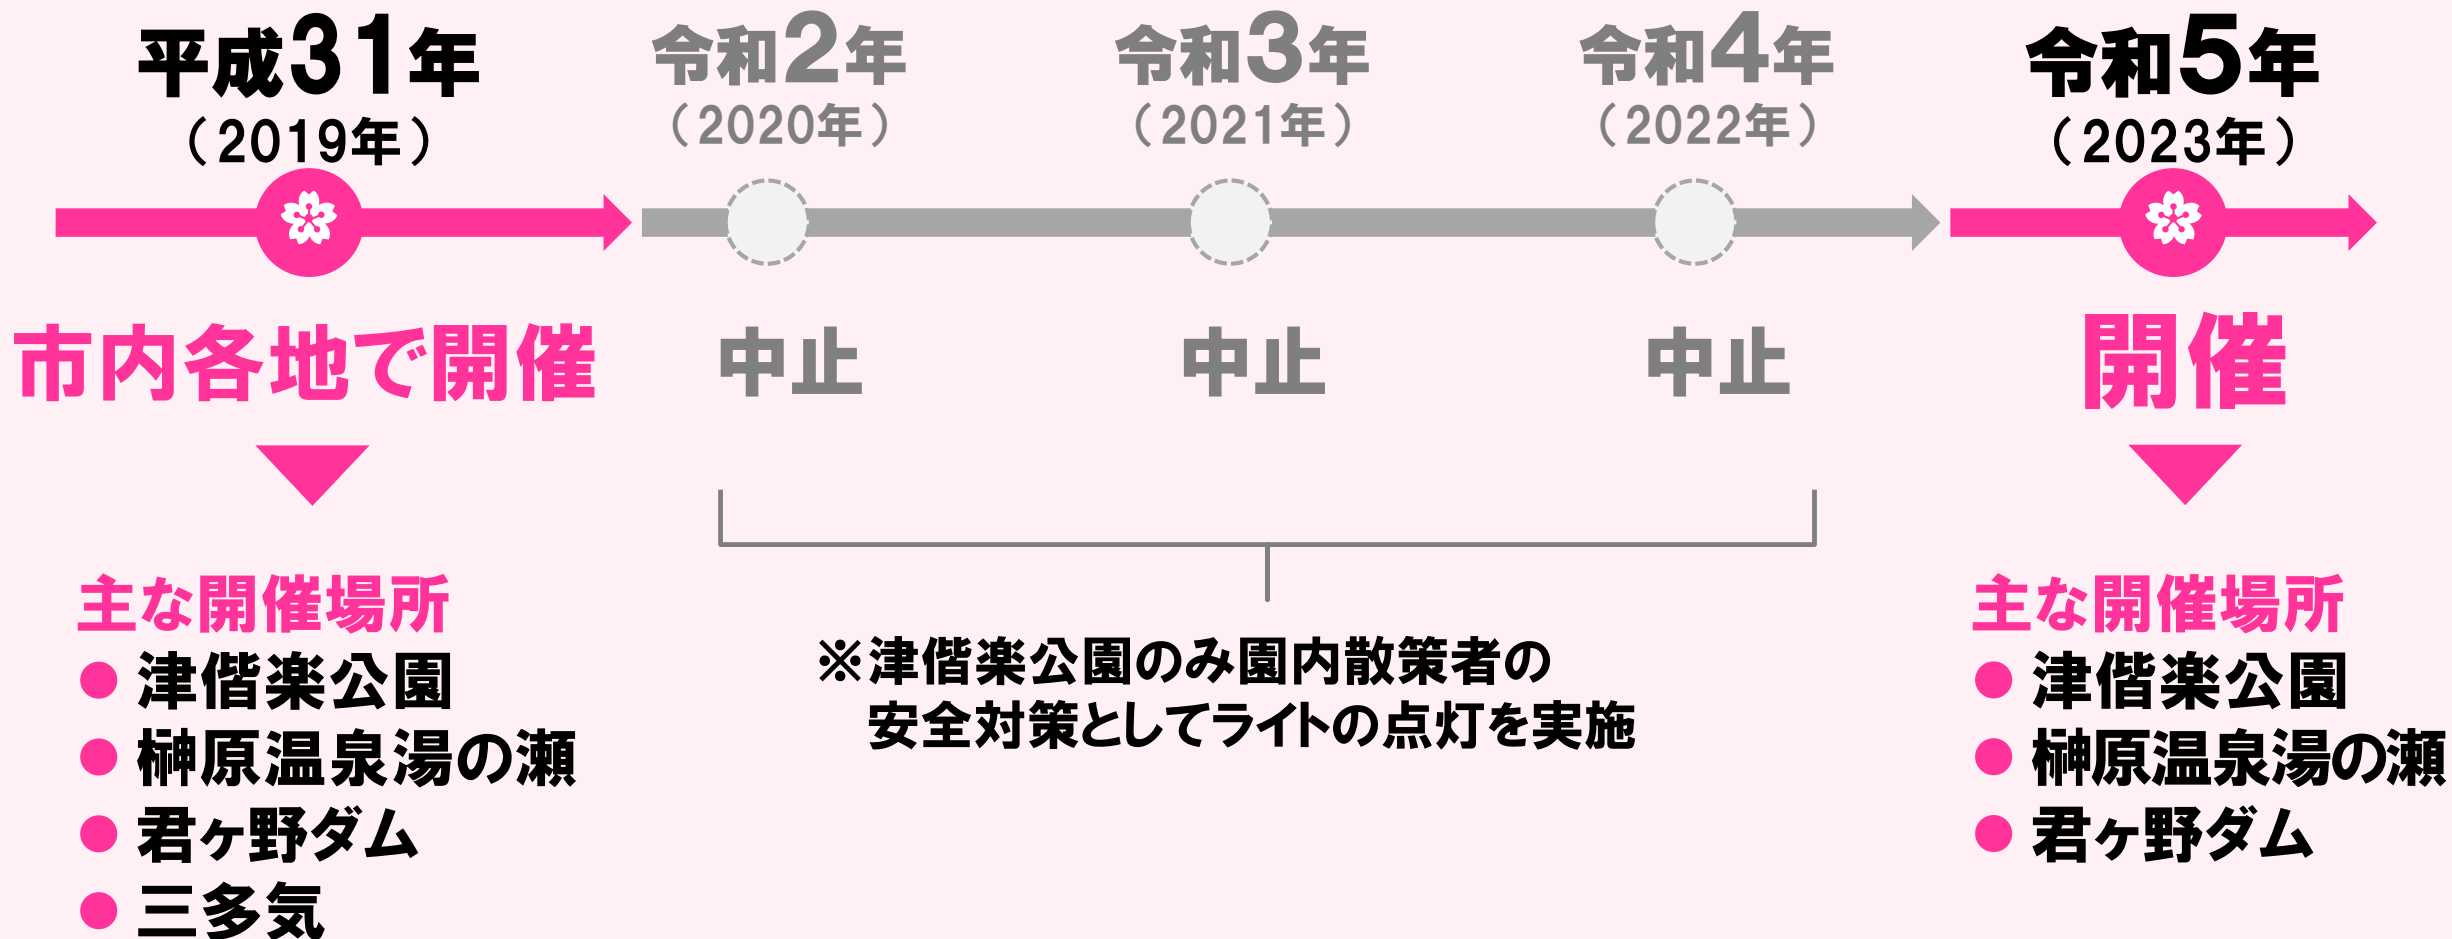 平成31年
（2019年）
令和2年
（2020年）
令和3年
（2021年）
令和4年
（2022年）
令和5年
（2023年）
市内各地で開催
中止
中止
中止
開催
主な開催場所
● 津偕楽公園
● 榊原温泉湯の瀬
● 君ヶ野ダム
● 三多気
※津偕楽公園のみ園内散策者の
安全対策としてライトの点灯を実施
主な開催場所
● 津偕楽公園
● 榊原温泉湯の瀬
● 君ヶ野ダム